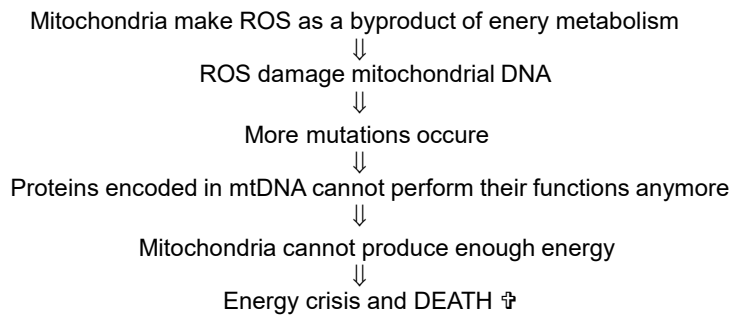 Mitochondria make ROS as a byproduct of enery metabolism
⇓
ROS damage mitochondrial DNA
⇓
More mutations occure
⇓
Proteins encoded in mtDNA cannot perform their functions anymore
⇓
Mitochondria cannot produce enough energy
⇓
Energy crisis and DEATH ✞